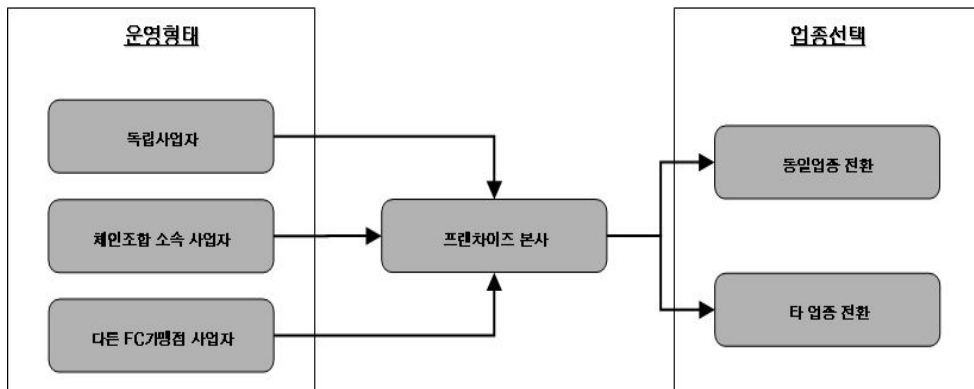 운영형태
독립사업자
체인조합 소속 사업자
다른 FC가맹점 사업자
프랜차이즈 본사
업종선택
동일업종 전환
타 업종 전환